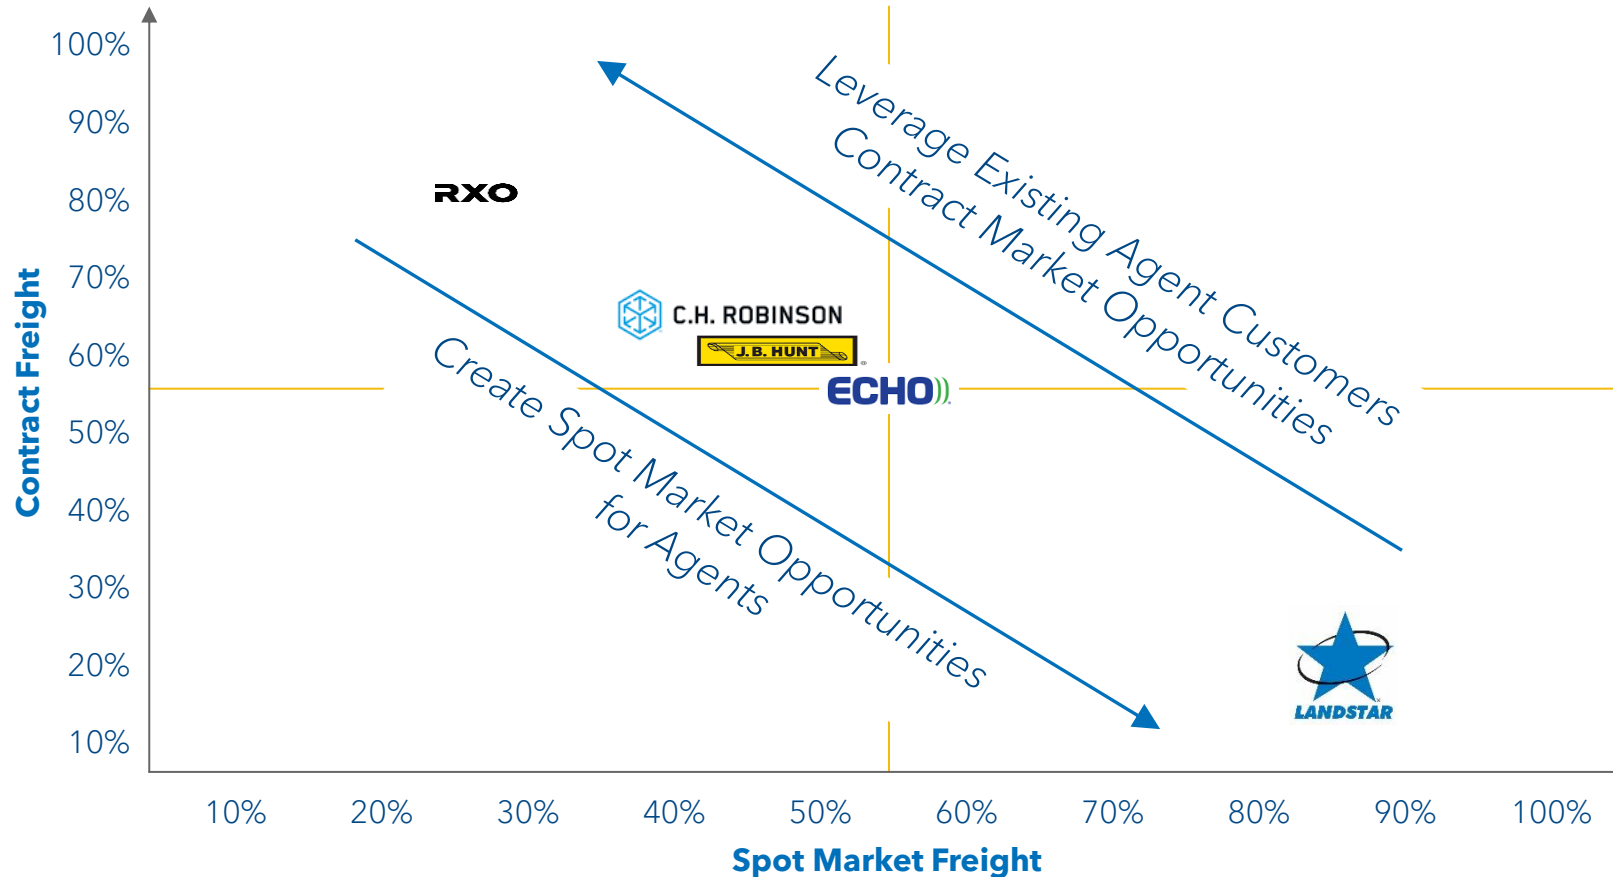 100%
90%
80%
70%
60%
50%
40%
30%
20%
10%
Contract Freight
RXO
C.H. ROBINSON
J.B. HUNT
®
ECHO
LANDSTAR
Leverage Existing Agent Customers
Contract Market Opportunities
Create Spot Market Opportunities
for Agents
10%
20%
30%
40%
50%
60%
70%
80%
90%
100%
Spot Market Freight